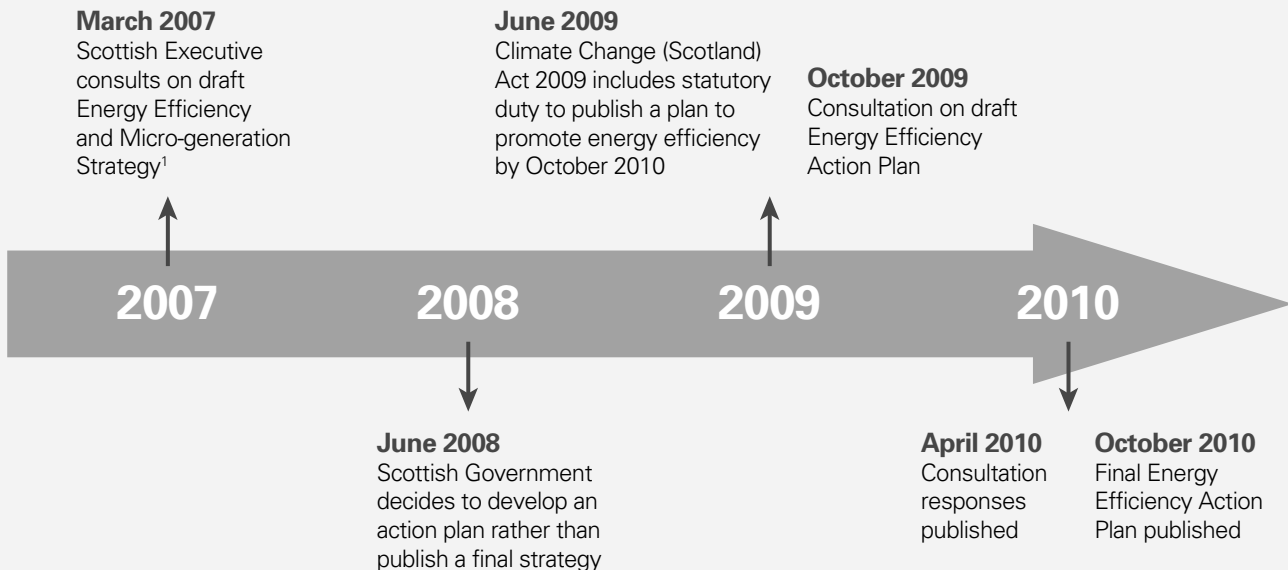 March 2007
Scottish Executive
consults on draft
Energy Efficiency
and Micro-generation
Strategy¹
June 2009
Climate Change (Scotland)
Act 2009 includes statutory
duty to publish a plan to
promote energy efficiency
by October 2010
October 2009
Consultation on draft
Energy Efficiency
Action Plan
2007
2008
2009
2010
June 2008
Scottish Government
decides to develop an
action plan rather than
publish a final strategy
April 2010
Consultation
responses
published
October 2010
Final Energy
Efficiency Action
Plan published